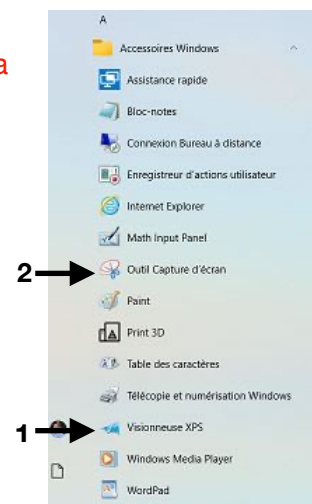 A
a
Accessoires Windows
Assistance rapide
Bloc-notes
Connexion Bureau à distance
Enregistreur d'actions utilisateur
Internet Explorer
Math Input Panel
2 Outil Capture d'écran
Paint
Print 3D
Table des caractères
Télécopie et numérisation Windows
1 Visionneuse XPS
Windows Media Player
WordPad